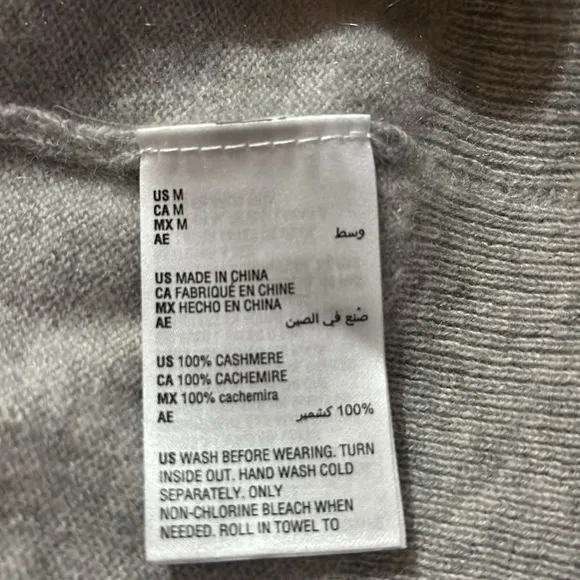 US M
CA M
MX M
AE وسط
US MADE IN CHINA
CA FABRIQUÉ EN CHINE
MX HECHO EN CHINA
AE صُنع في الصين
US 100% CASHMERE
CA 100% CACHEMIRE
MX 100% cachemira
AE 100% كشمير
US WASH BEFORE WEARING. TURN
INSIDE OUT. HAND WASH COLD
SEPARATELY. ONLY
NON-CHLORINE BLEACH WHEN
NEEDED. ROLL IN TOWEL TO